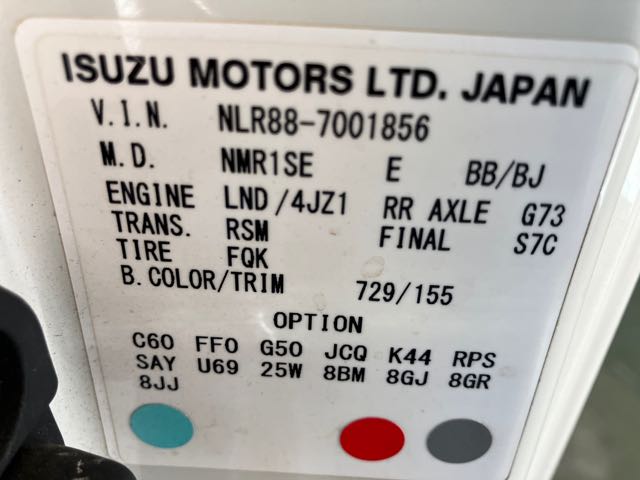 ISUZU MOTORS LTD. JAPAN
V.I.N. NLR88-7001856
M.D. NMR1SE E BB/BJ
ENGINE LND/4JZ1 RR AXLE G73
TRANS. RSM FINAL S7C
TIRE FQK
B.COLOR/TRIM 729/155
OPTION
C60 FF0 G50 JCQ K44 RPS
SAY U69 25W 8BM 8GJ 8GR
8JJ